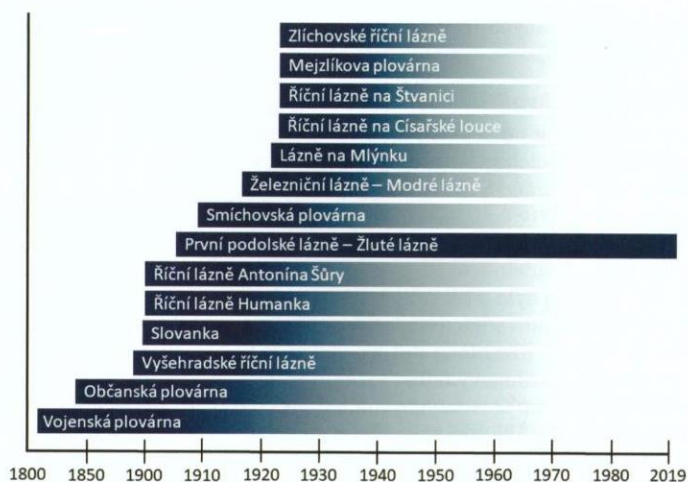 Zlíchovské říční lázně
Mejzlíkova plovárna
Říční lázně na Štvanici
Říční lázně na Císařské louce
Lázně na Mlýnku
Železniční lázně – Modré lázně
Smíchovská plovárna
První podolské lázně – Žluté lázně
Říční lázně Antonína Šůry
Říční lázně Humanka
Slovanka
Vyšehradské říční lázně
Občanská plovárna
Vojenská plovárna
1800 1850 1900 1910 1920 1930 1940 1950 1960 1970 1980 2019